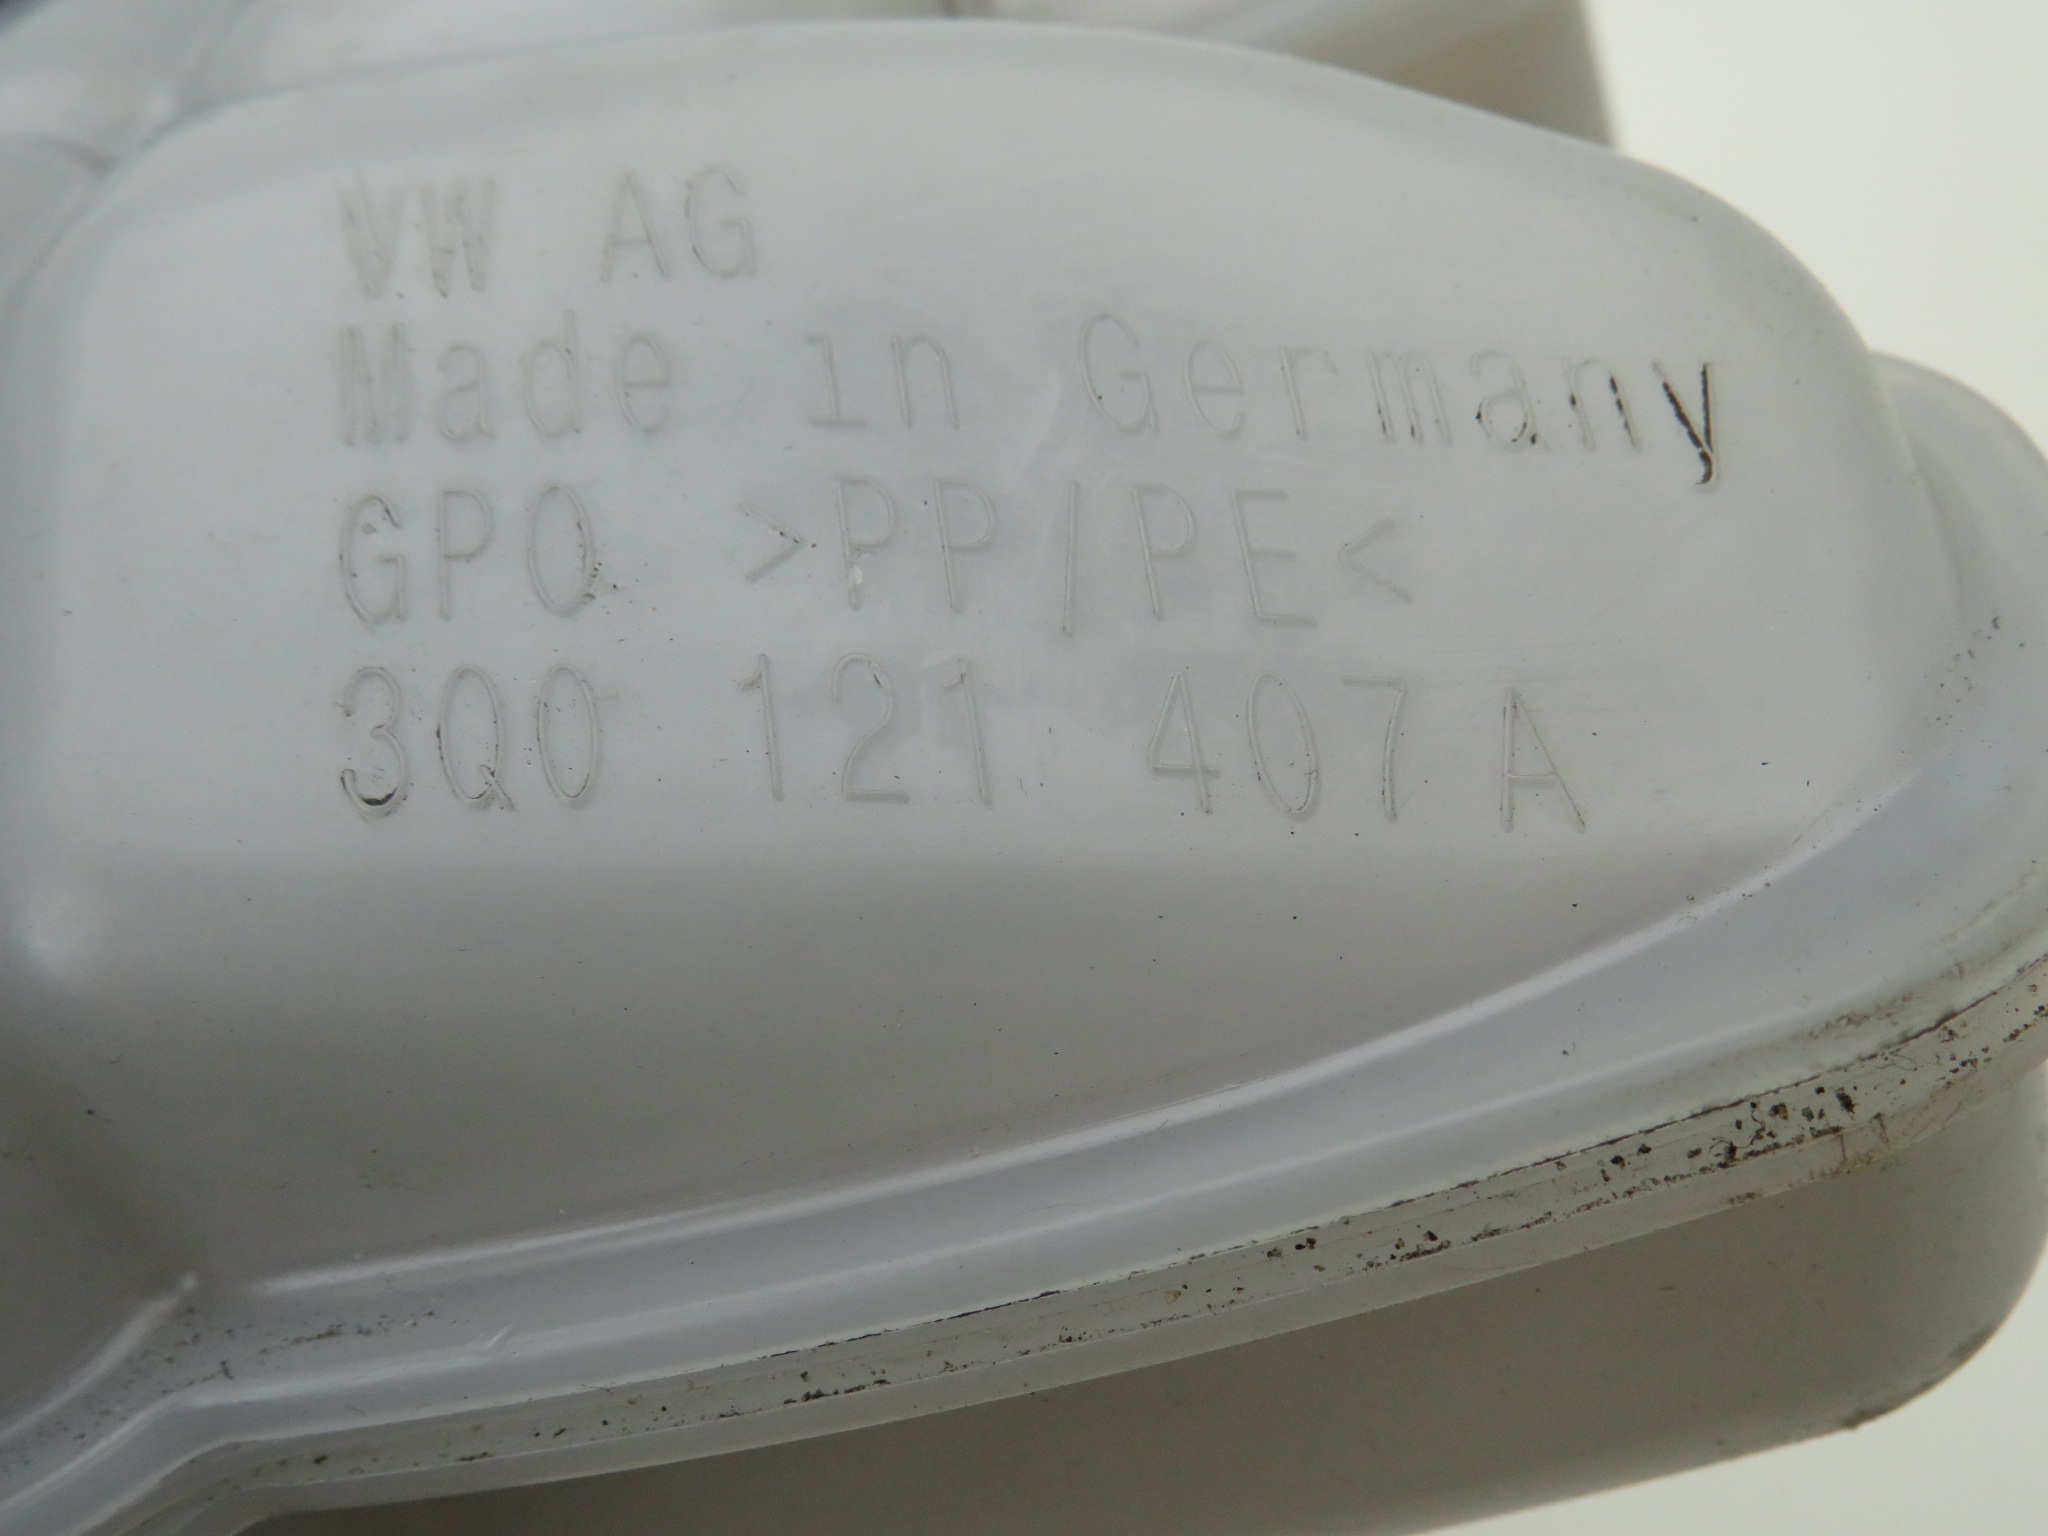 VW AG
Made in Germany
GPO >PP/PE<
3Q0 121 407 A